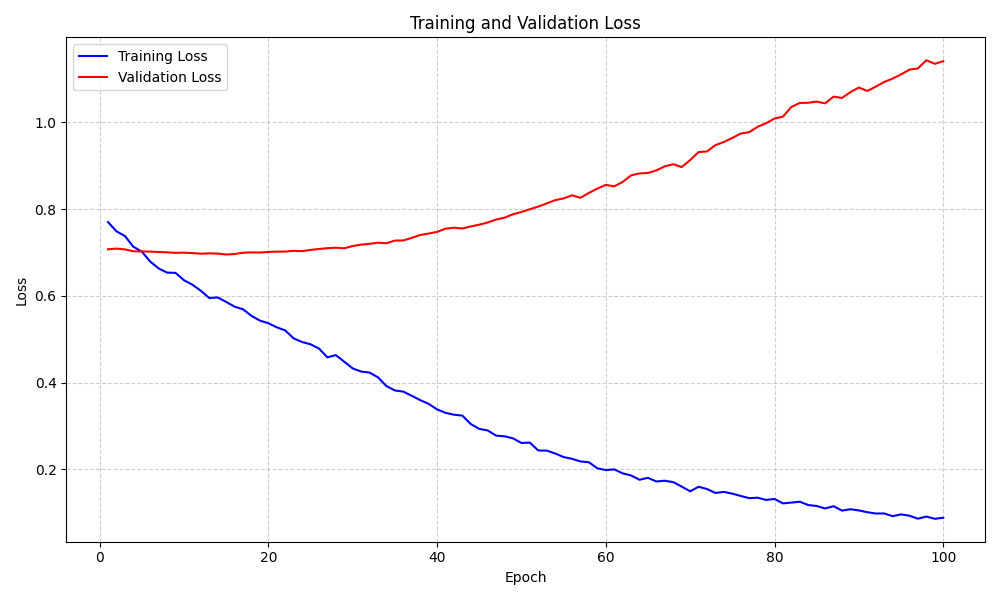 Training and Validation Loss
Training Loss
Validation Loss
1.0
0.8
0.6
0.4
0.2
Loss
0 20 40 60 80 100
Epoch